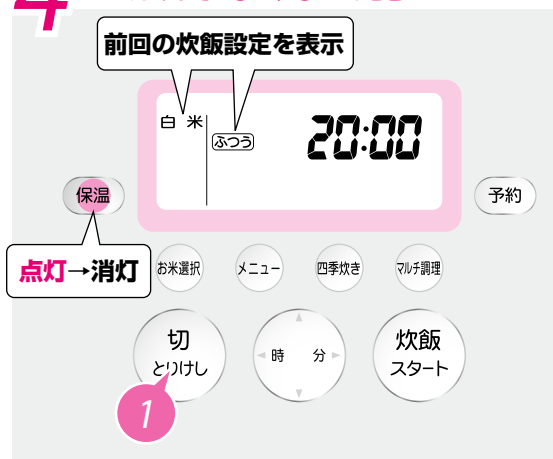 4
前回の炊飯設定を表示
白米
ふつう
20:00
保温
予約
点灯→消灯
お米選択
メニュー
四季炊き
マルチ調理
切
とりけし
時 分
炊飯
スタート
1